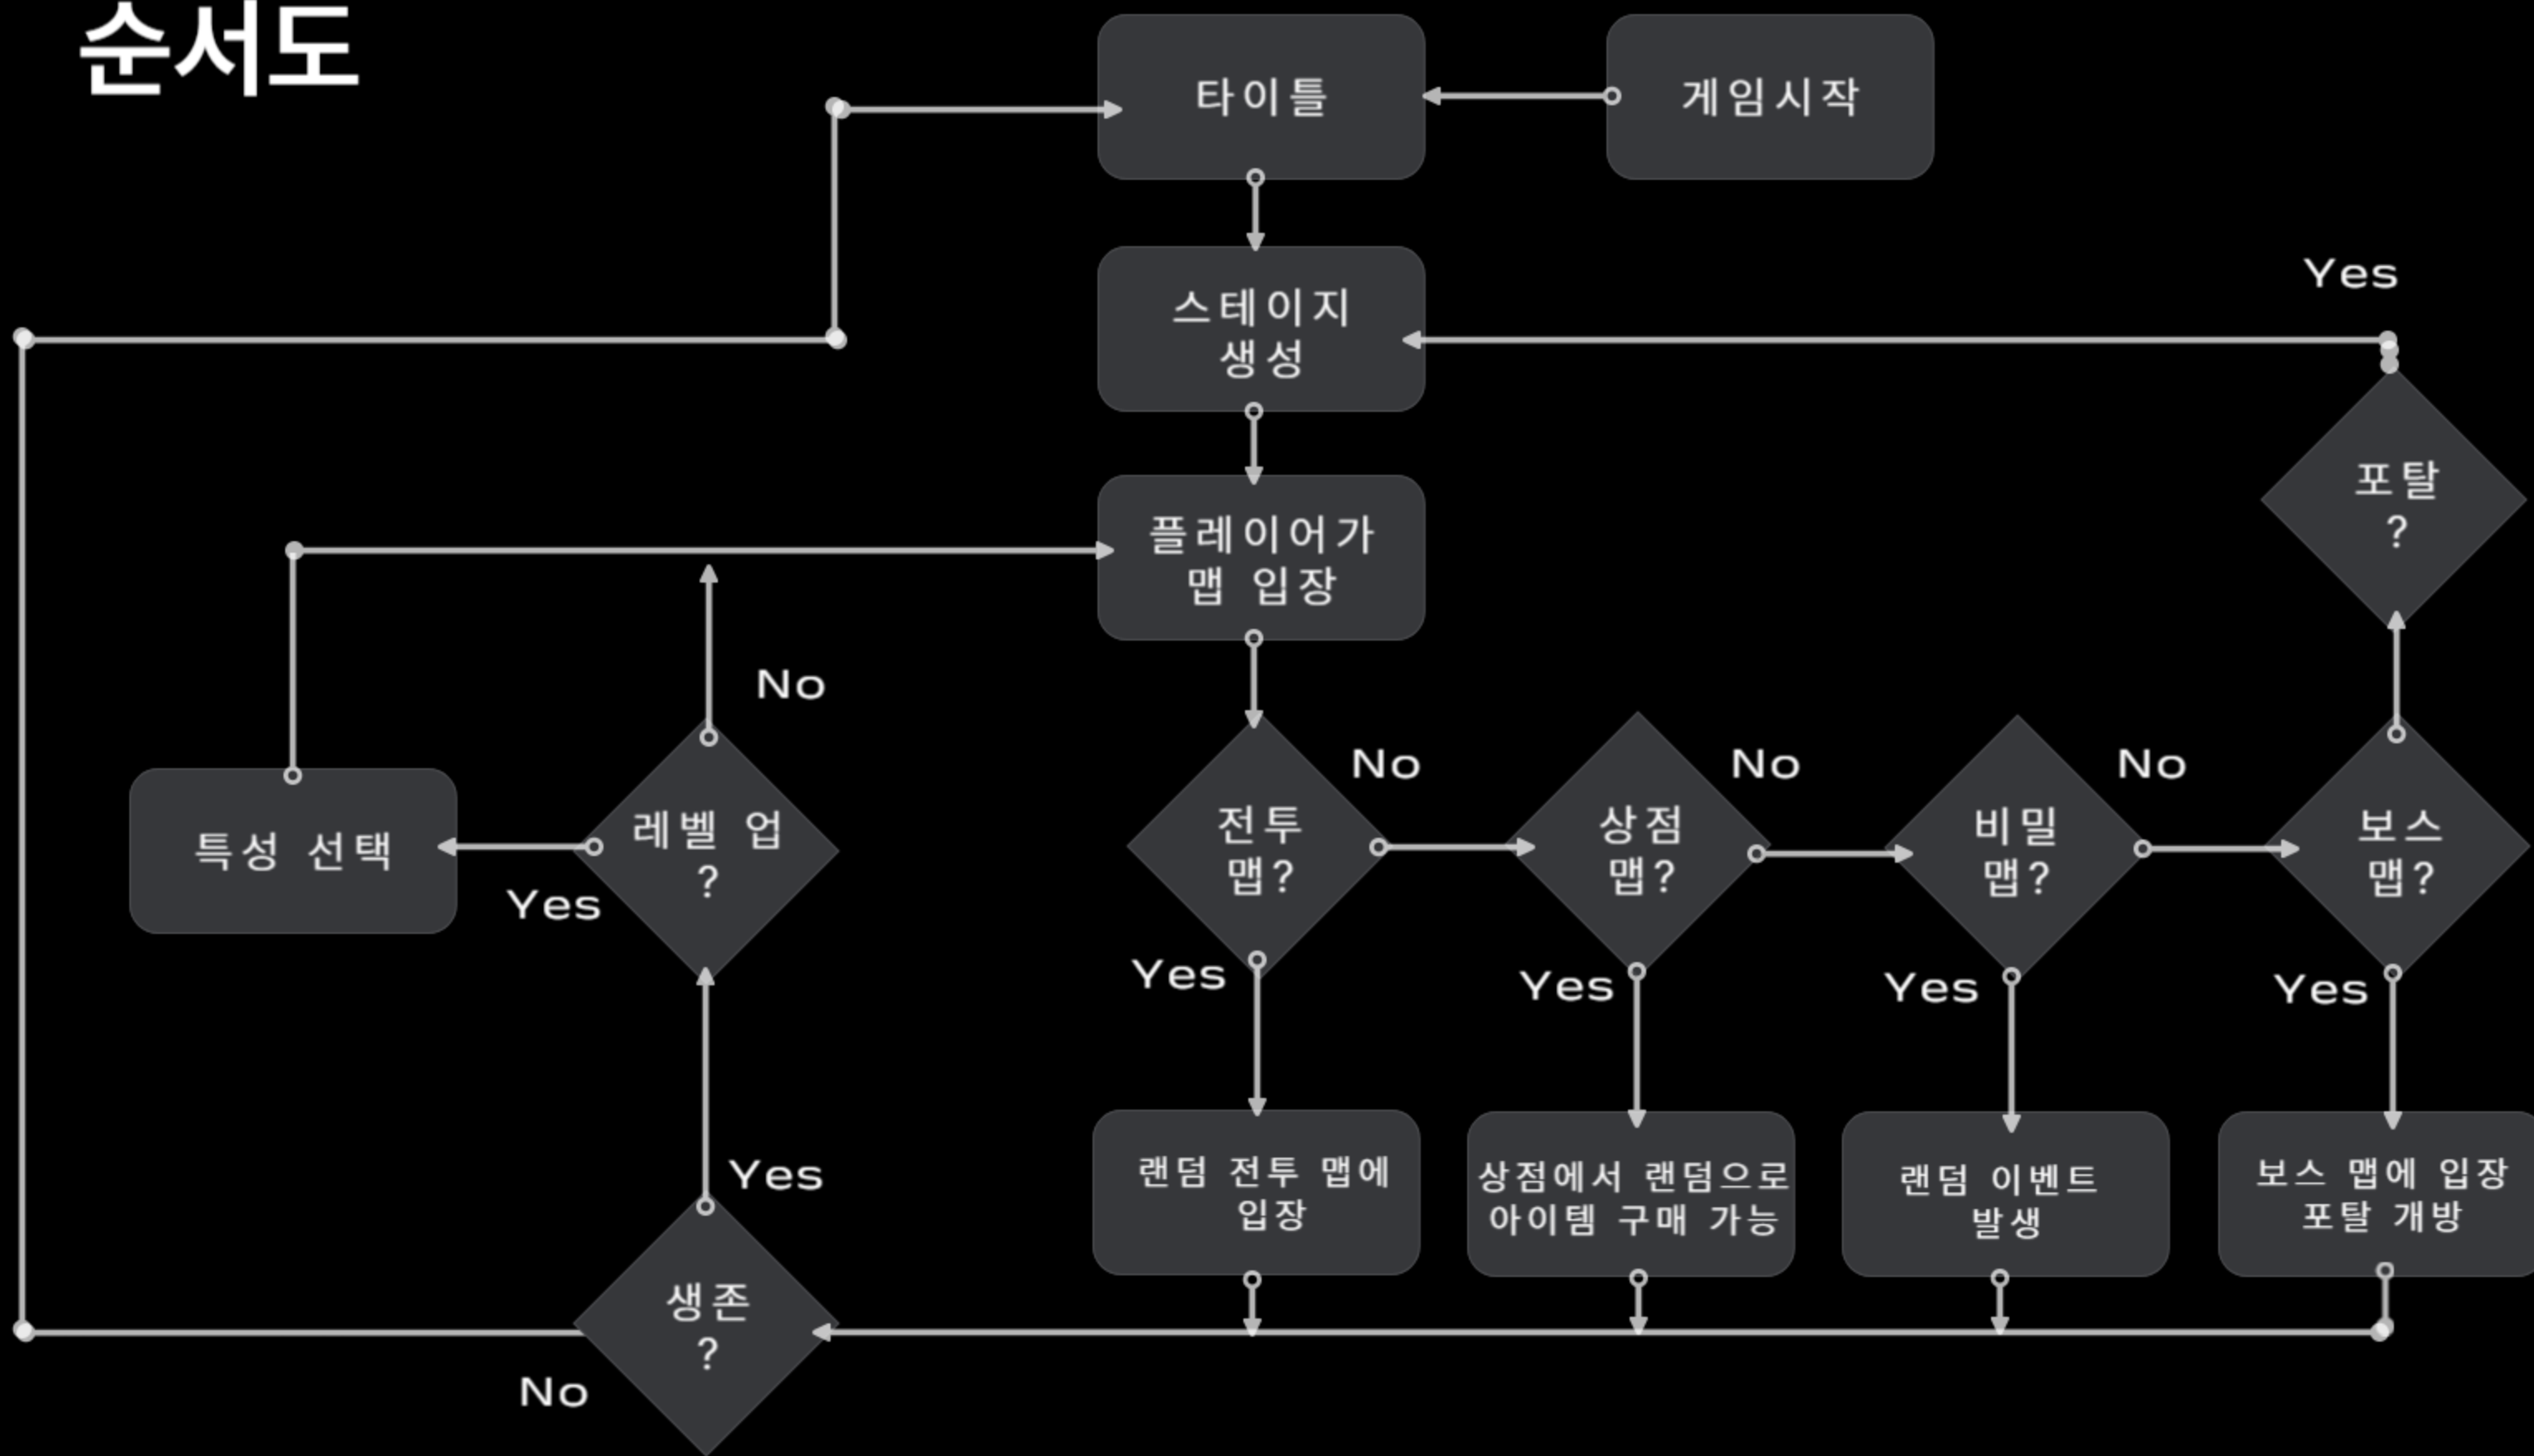 순서도
타이틀
게임시작
스테이지
생성
Yes
포탈
?
플레이어가
맵 입장
No
특성 선택
레벨 업
?
Yes
전투
맵?
No
상점
맵?
No
비밀
맵?
No
보스
맵?
Yes
Yes
Yes
Yes
랜덤 전투 맵에
입장
상점에서 랜덤으로
아이템 구매 가능
랜덤 이벤트
발생
보스 맵에 입장
포탈 개방
Yes
생존
?
No